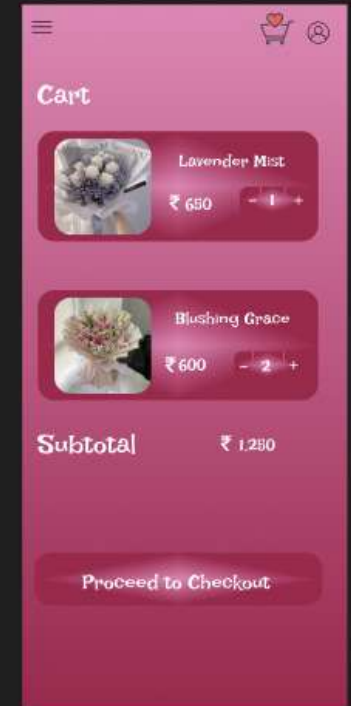 Cart
Lavender Mist
₹ 650
- 1 +
Blushing Grace
₹600
- 2 +
Subtotal ₹ 1,250
Proceed to Checkout